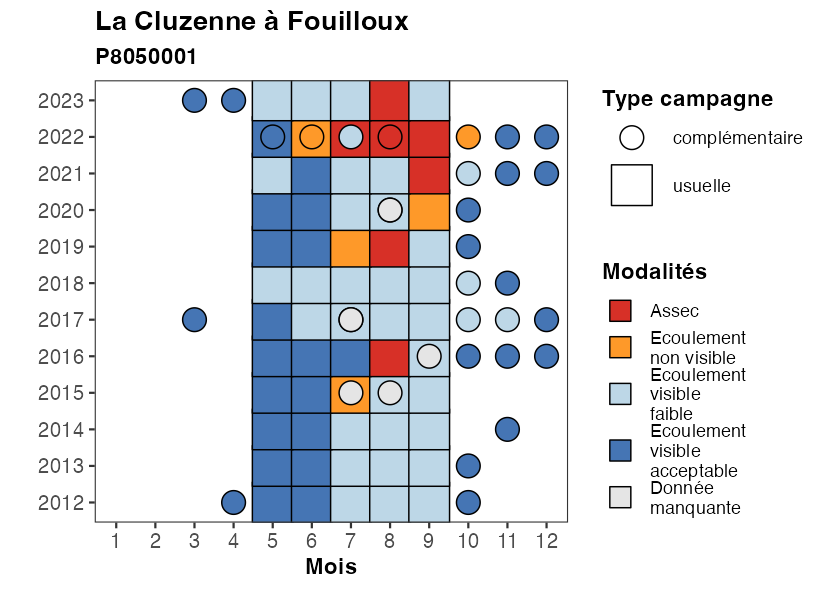 La Cluzenne à Fouilloux
P8050001
2023
2022
2021
2020
2019
2018
2017
2016
2015
2014
2013
2012
1 2 3 4 5 6 7 8 9 10 11 12
Mois
Type campagne
complémentaire
usuelle
Modalités
Assec
Ecoulement
non visible
Ecoulement
visible
faible
Ecoulement
visible
acceptable
Donnée
manquante